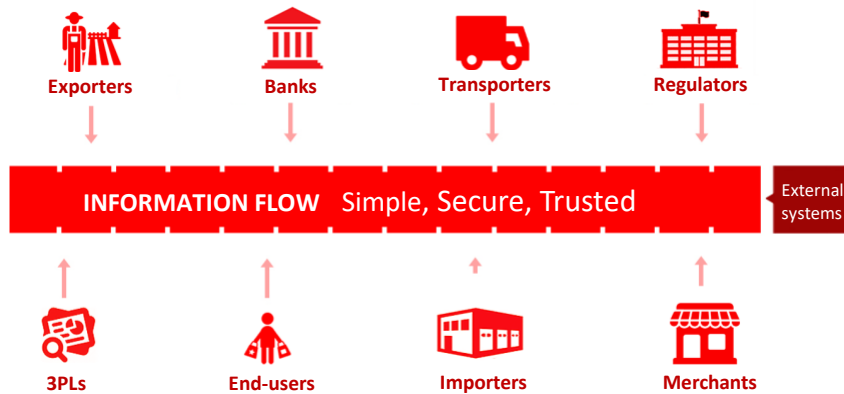 Exporters
Banks
Transporters
Regulators
INFORMATION FLOW Simple, Secure, Trusted
External
systems
3PLs
End-users
Importers
Merchants